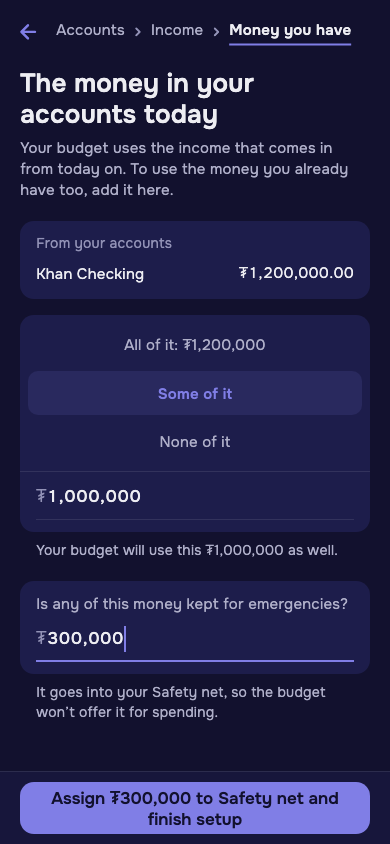 Accounts > Income > Money you have
The money in your
accounts today
Your budget uses the income that comes in
from today on. To use the money you already
have too, add it here.
From your accounts
Khan Checking ₮1,200,000.00
All of it: ₮1,200,000
Some of it
None of it
₮1,000,000
Your budget will use this ₮1,000,000 as well.
Is any of this money kept for emergencies?
₮300,000
It goes into your Safety net, so the budget
won’t offer it for spending.
Assign ₮300,000 to Safety net and
finish setup